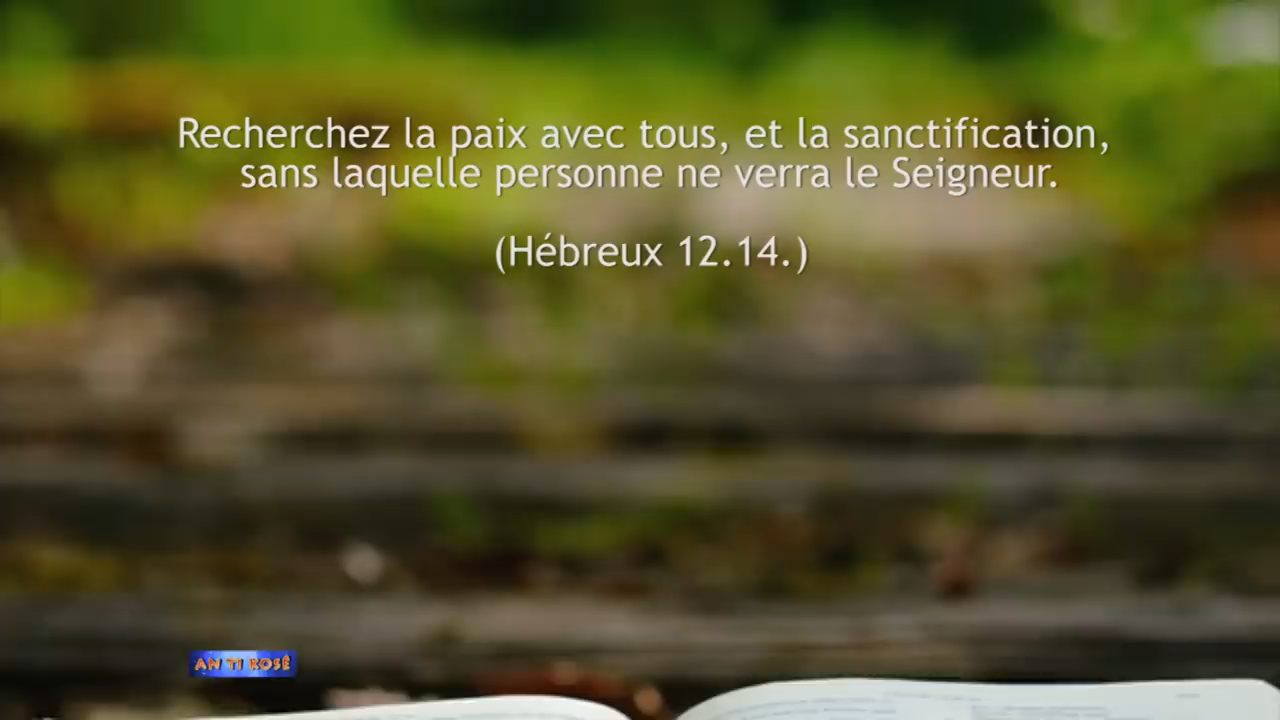 Recherchez la paix avec tous, et la sanctification,
sans laquelle personne ne verra le Seigneur.
(Hébreux 12.14.)
AN TI ROSÉ